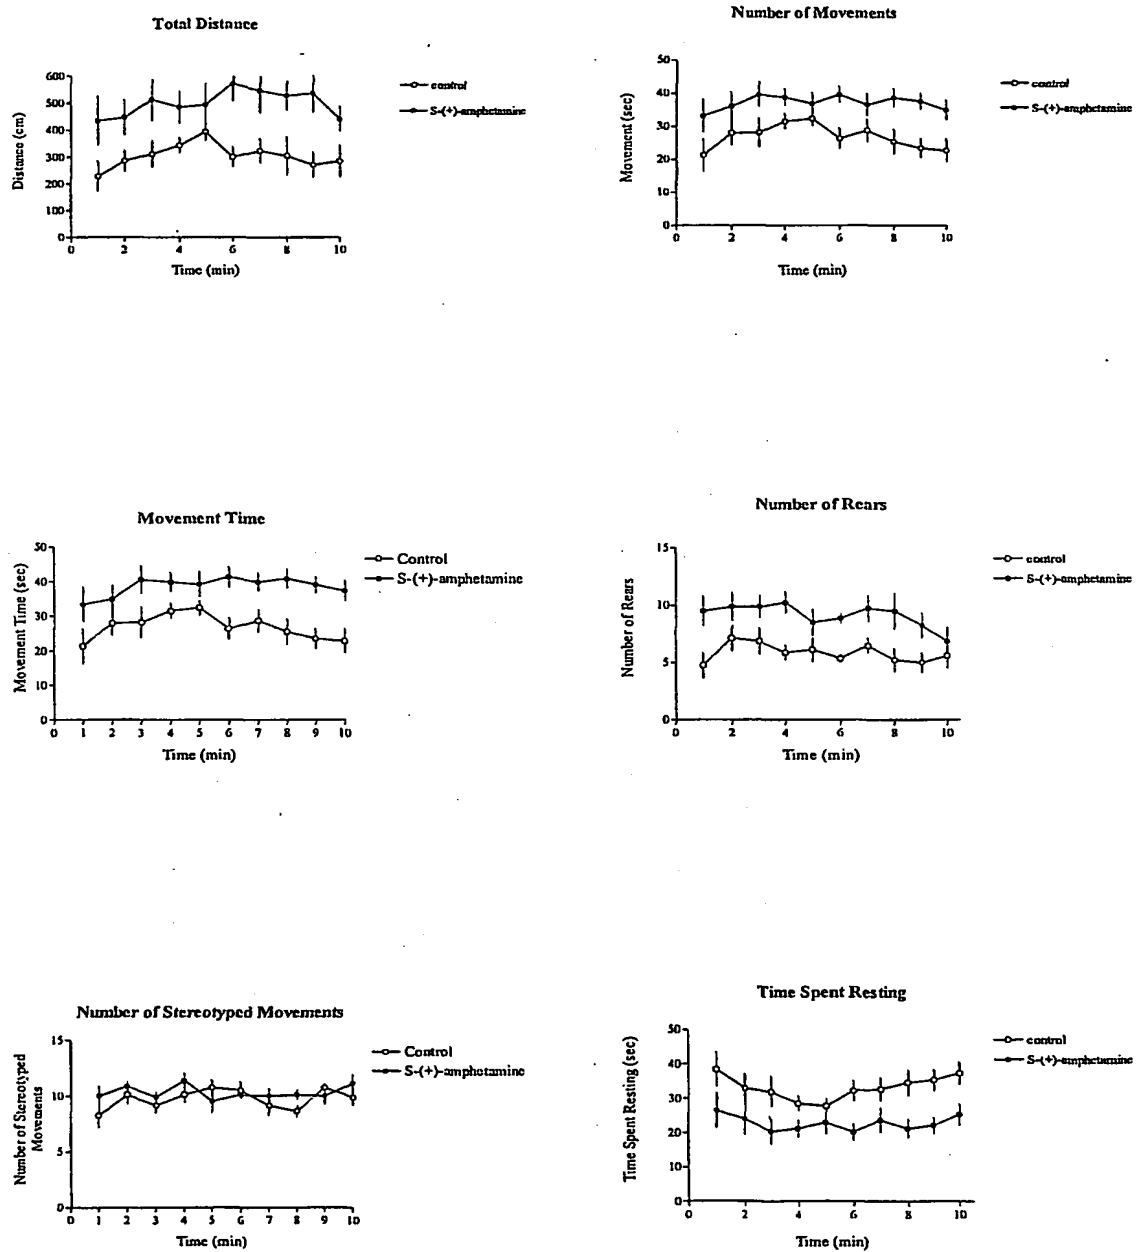 Total Distance
600
500
400
300
200
100
0
Distance (cm)
0 2 4 6 8 10
Time (min)
control
S-(+)-amphetamine
Number of Movements
50
40
30
20
10
0
Movement (sec)
0 2 4 6 8 10
Time (min)
control
S-(+)-amphetamine
Movement Time
50
40
30
20
10
0
Movement Time (sec)
0 1 2 3 4 5 6 7 8 9 10
Time (min)
Control
S-(+)-amphetamine
Number of Rears
15
10
5
0
Number of Rears
0 2 4 6 8 10
Time (min)
control
S-(+)-amphetamine
Number of Stereotyped Movements
15
10
5
0
Number of Stereotyped
Movements
0 1 2 3 4 5 6 7 8 9 10
Time (min)
Control
S-(+)-amphetamine
Time Spent Resting
50
40
30
20
10
0
Time Spent Resting (sec)
0 2 4 6 8 10
Time (min)
control
S-(+)-amphetamine